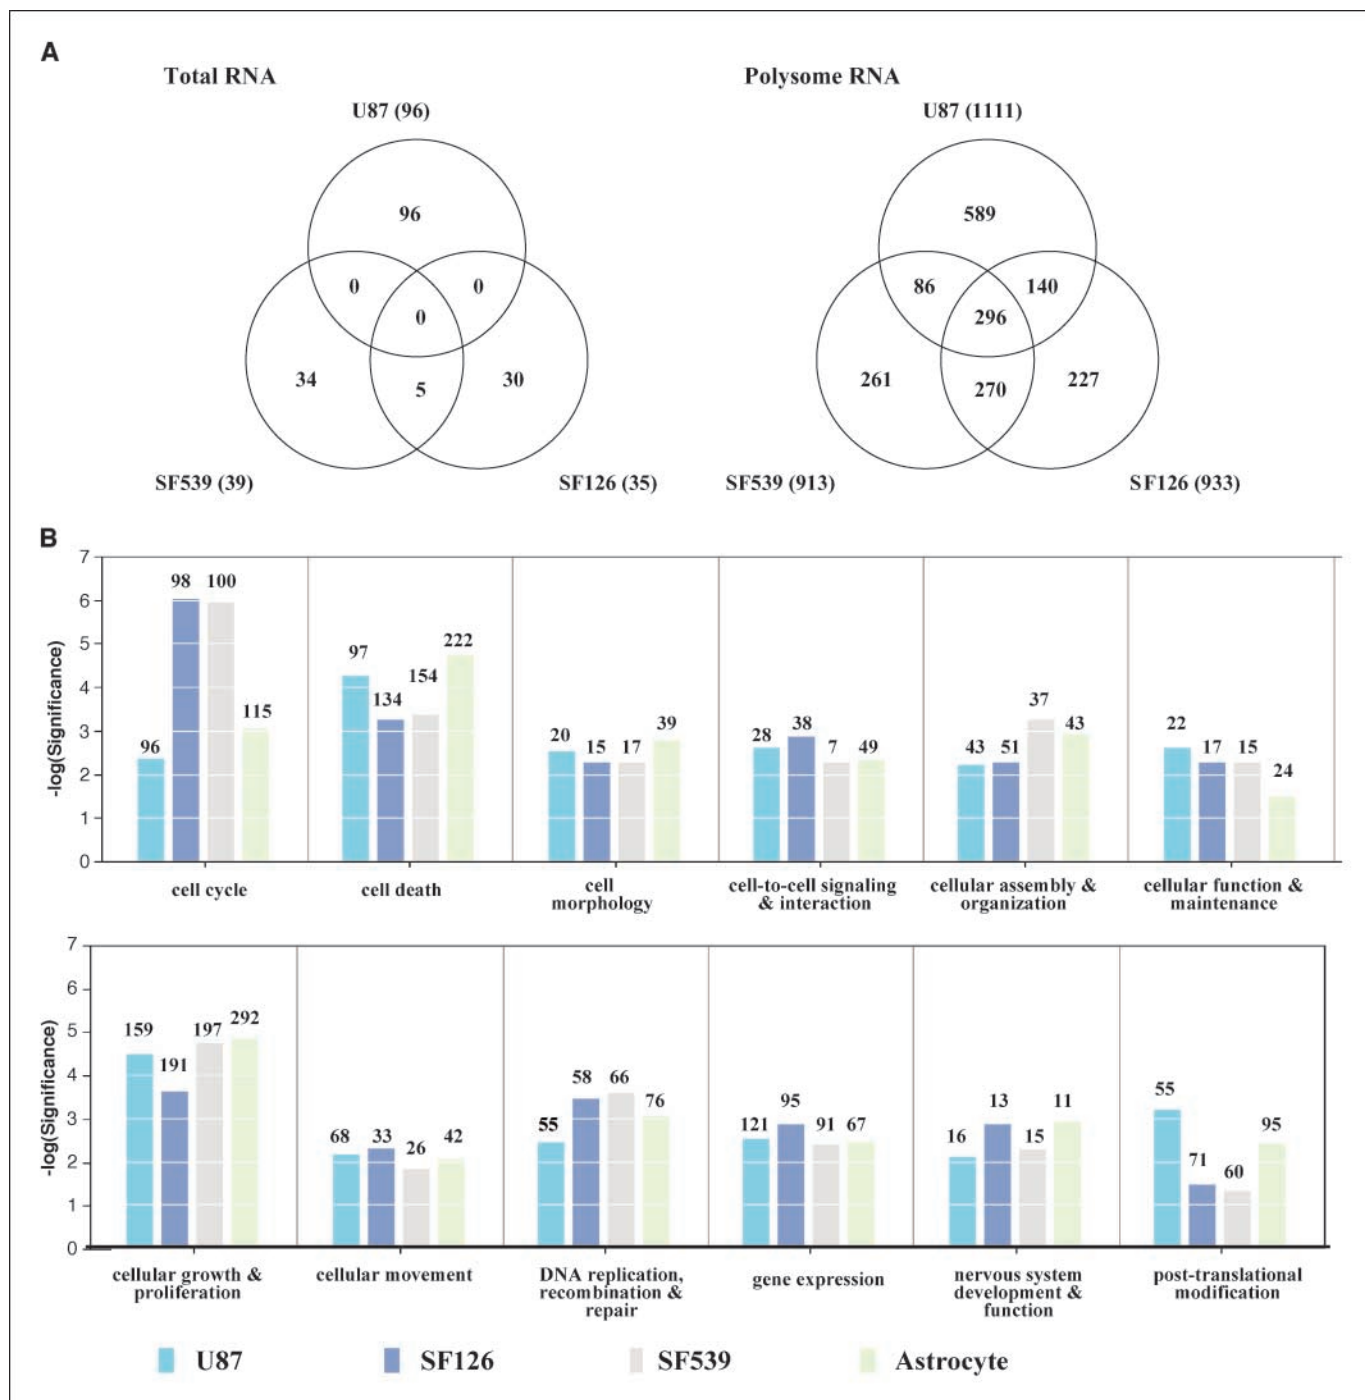 A
Total RNA
Polysome RNA
U87 (96)
U87 (1111)
96
589
0
0
86
140
0
296
34
5
30
261
270
227
SF539 (39)
SF126 (35)
SF539 (913)
SF126 (933)
B
-log(Significance)
7
6
5
4
3
2
1
0
96
98
100
115
97
134
154
222
20
15
17
39
28
38
7
49
43
51
37
43
22
17
15
24
cell cycle
cell death
cell
morphology
cell-to-cell signaling
& interaction
cellular assembly &
organization
cellular function &
maintenance
-log(Significance)
7
6
5
4
3
2
1
0
159
191
197
292
68
33
26
42
55
58
66
76
121
95
91
67
16
13
15
11
55
71
60
95
cellular growth &
proliferation
cellular movement
DNA replication,
recombination &
repair
gene expression
nervous system
development &
function
post-translational
modification
U87
SF126
SF539
Astrocyte